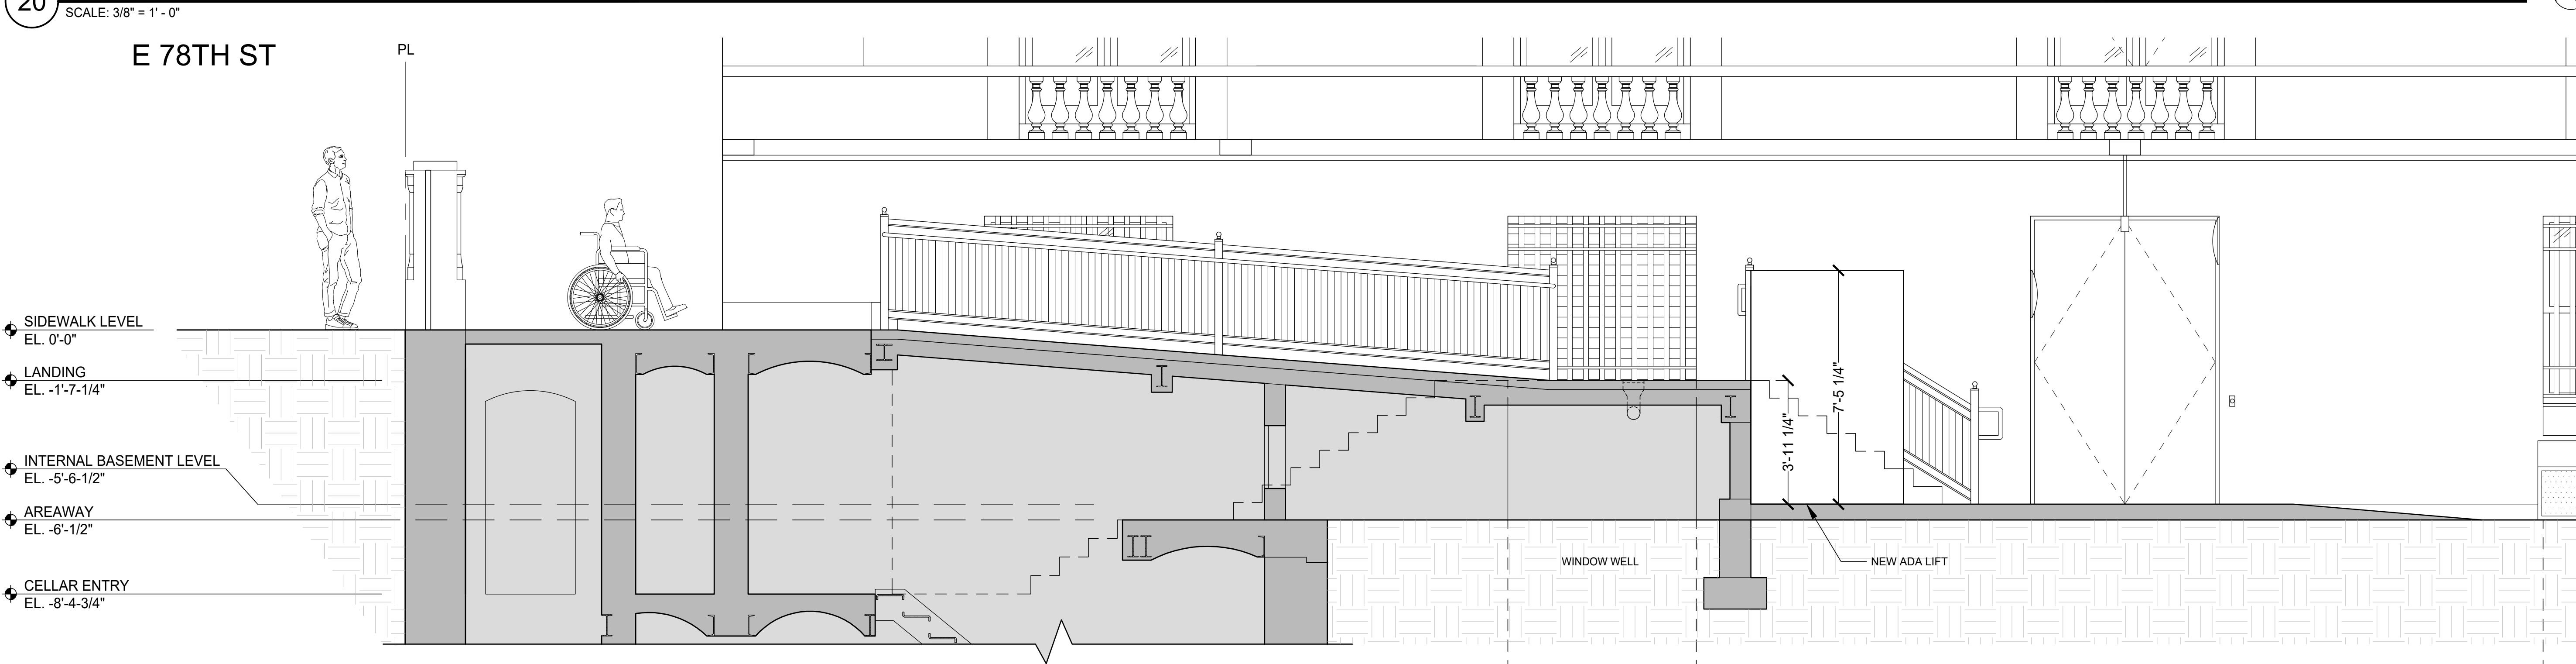 20
SCALE: 3/8" = 1' - 0"
E 78TH ST
PL
SIDEWALK LEVEL
EL. 0'-0"
LANDING
EL. -1'-7-1/4"
INTERNAL BASEMENT LEVEL
EL. -5'-6-1/2"
AREAWAY
EL. -6'-1/2"
CELLAR ENTRY
EL. -8'-4-3/4"
3'-11 1/4"
7'-5 1/4"
WINDOW WELL
NEW ADA LIFT